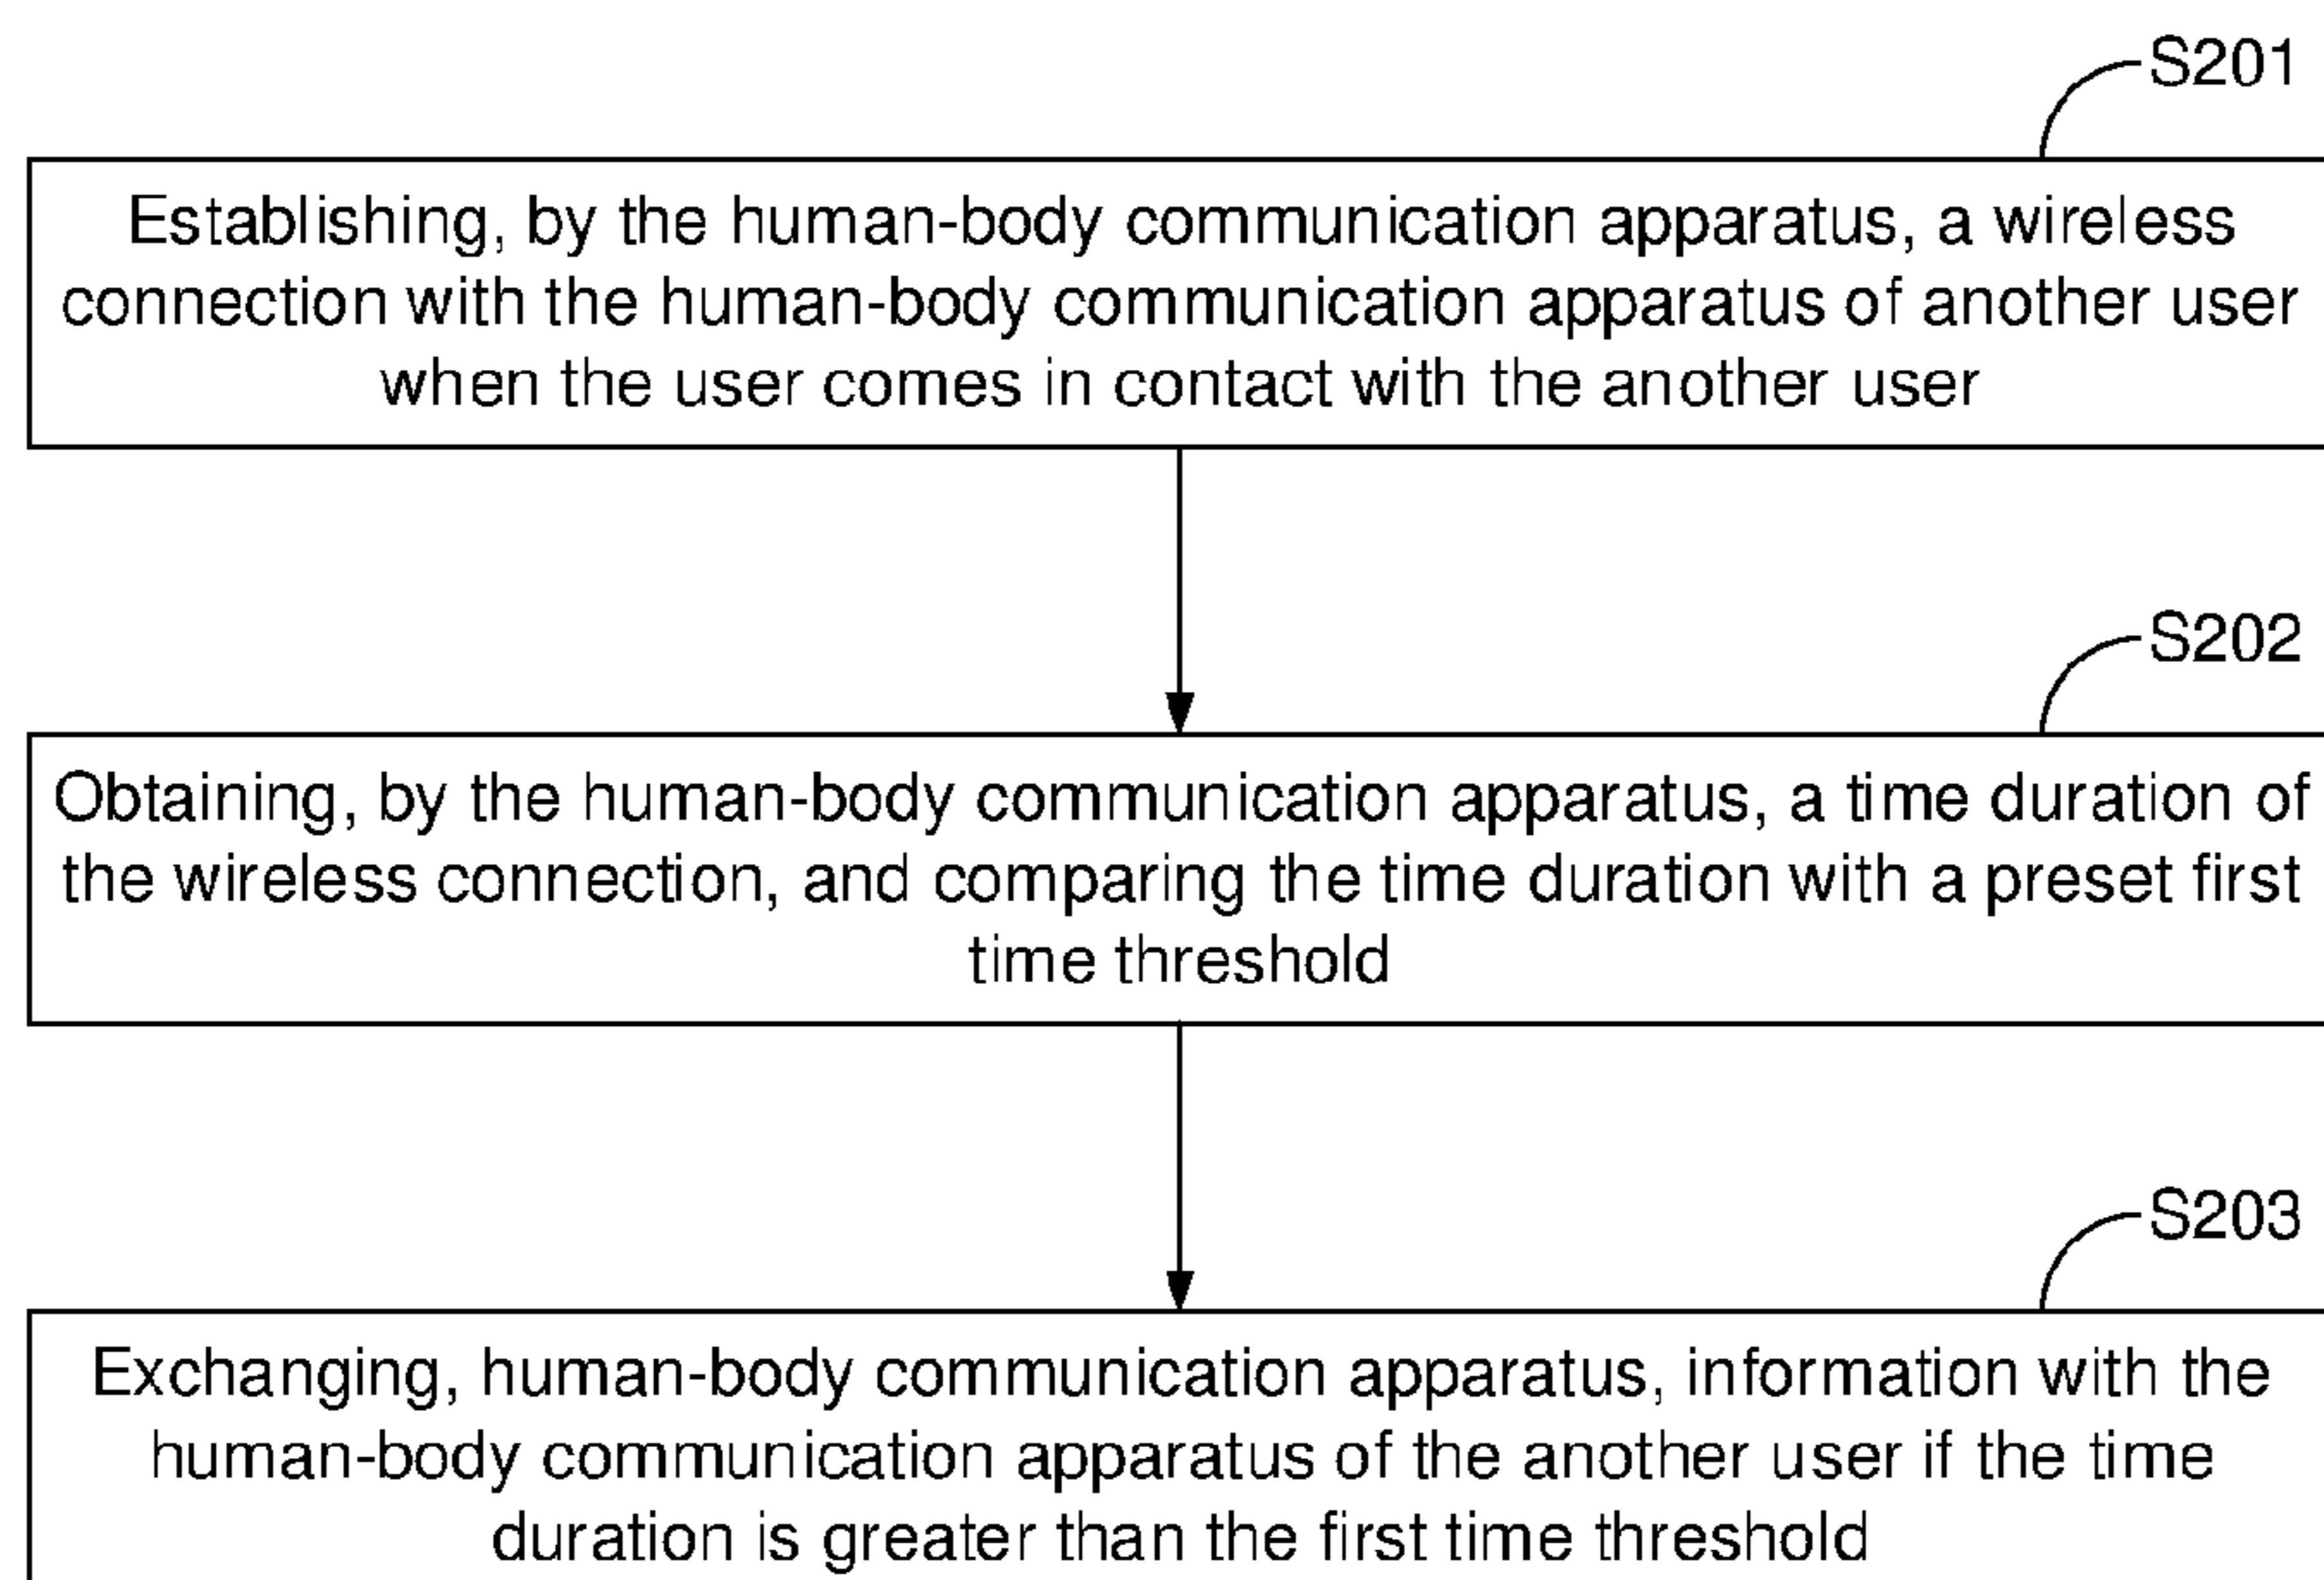 S201
Establishing, by the human-body communication apparatus, a wireless
connection with the human-body communication apparatus of another user
when the user comes in contact with the another user
S202
Obtaining, by the human-body communication apparatus, a time duration of
the wireless connection, and comparing the time duration with a preset first
time threshold
S203
Exchanging, human-body communication apparatus, information with the
human-body communication apparatus of the another user if the time
duration is greater than the first time threshold